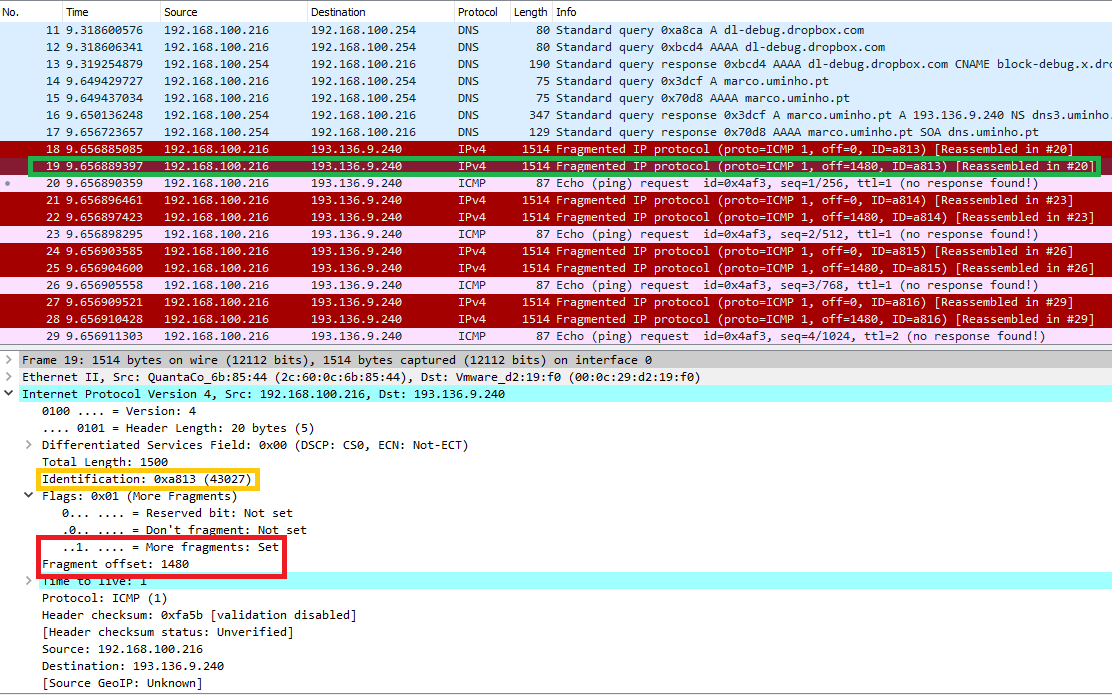 No. Time Source Destination Protocol Length Info
11 9.318600576 192.168.100.216 192.168.100.254 DNS 80 Standard query 0xa8ca A dl-debug.dropbox.com
12 9.318606341 192.168.100.216 192.168.100.254 DNS 80 Standard query 0xbcd4 AAAA dl-debug.dropbox.com
13 9.319254879 192.168.100.254 192.168.100.216 DNS 190 Standard query response 0xbcd4 AAAA dl-debug.dropbox.com CNAME block-debug.x.dro
14 9.649429727 192.168.100.216 192.168.100.254 DNS 75 Standard query 0x3dcf A marco.uminho.pt
15 9.649437034 192.168.100.216 192.168.100.254 DNS 75 Standard query 0x70d8 AAAA marco.uminho.pt
16 9.650136248 192.168.100.254 192.168.100.216 DNS 347 Standard query response 0x3dcf A marco.uminho.pt A 193.136.9.240 NS dns3.uminho.
17 9.656723657 192.168.100.254 192.168.100.216 DNS 129 Standard query response 0x70d8 AAAA marco.uminho.pt SOA dns.uminho.pt
18 9.656885085 192.168.100.216 193.136.9.240 IPv4 1514 Fragmented IP protocol (proto=ICMP 1, off=0, ID=a813) [Reassembled in #20]
19 9.656889397 192.168.100.216 193.136.9.240 IPv4 1514 Fragmented IP protocol (proto=ICMP 1, off=1480, ID=a813) [Reassembled in #20]
20 9.656890359 192.168.100.216 193.136.9.240 ICMP 87 Echo (ping) request id=0x4af3, seq=1/256, ttl=1 (no response found!)
21 9.656896461 192.168.100.216 193.136.9.240 IPv4 1514 Fragmented IP protocol (proto=ICMP 1, off=0, ID=a814) [Reassembled in #23]
22 9.656897423 192.168.100.216 193.136.9.240 IPv4 1514 Fragmented IP protocol (proto=ICMP 1, off=1480, ID=a814) [Reassembled in #23]
23 9.656898295 192.168.100.216 193.136.9.240 ICMP 87 Echo (ping) request id=0x4af3, seq=2/512, ttl=1 (no response found!)
24 9.656903585 192.168.100.216 193.136.9.240 IPv4 1514 Fragmented IP protocol (proto=ICMP 1, off=0, ID=a815) [Reassembled in #26]
25 9.656904600 192.168.100.216 193.136.9.240 IPv4 1514 Fragmented IP protocol (proto=ICMP 1, off=1480, ID=a815) [Reassembled in #26]
26 9.656905558 192.168.100.216 193.136.9.240 ICMP 87 Echo (ping) request id=0x4af3, seq=3/768, ttl=1 (no response found!)
27 9.656909521 192.168.100.216 193.136.9.240 IPv4 1514 Fragmented IP protocol (proto=ICMP 1, off=0, ID=a816) [Reassembled in #29]
28 9.656910428 192.168.100.216 193.136.9.240 IPv4 1514 Fragmented IP protocol (proto=ICMP 1, off=1480, ID=a816) [Reassembled in #29]
29 9.656911303 192.168.100.216 193.136.9.240 ICMP 87 Echo (ping) request id=0x4af3, seq=4/1024, ttl=2 (no response found!)
Frame 19: 1514 bytes on wire (12112 bits), 1514 bytes captured (12112 bits) on interface 0
Ethernet II, Src: QuantaCo_6b:85:44 (2c:60:0c:6b:85:44), Dst: Vmware_d2:19:f0 (00:0c:29:d2:19:f0)
Internet Protocol Version 4, Src: 192.168.100.216, Dst: 193.136.9.240
0100 .... = Version: 4
.... 0101 = Header Length: 20 bytes (5)
Differentiated Services Field: 0x00 (DSCP: CS0, ECN: Not-ECT)
Total Length: 1500
Identification: 0xa813 (43027)
Flags: 0x01 (More Fragments)
0... .... = Reserved bit: Not set
.0.. .... = Don't fragment: Not set
..1. .... = More fragments: Set
Fragment offset: 1480
Time to live: 1
Protocol: ICMP (1)
Header checksum: 0xfa5b [validation disabled]
[Header checksum status: Unverified]
Source: 192.168.100.216
Destination: 193.136.9.240
[Source GeoIP: Unknown]